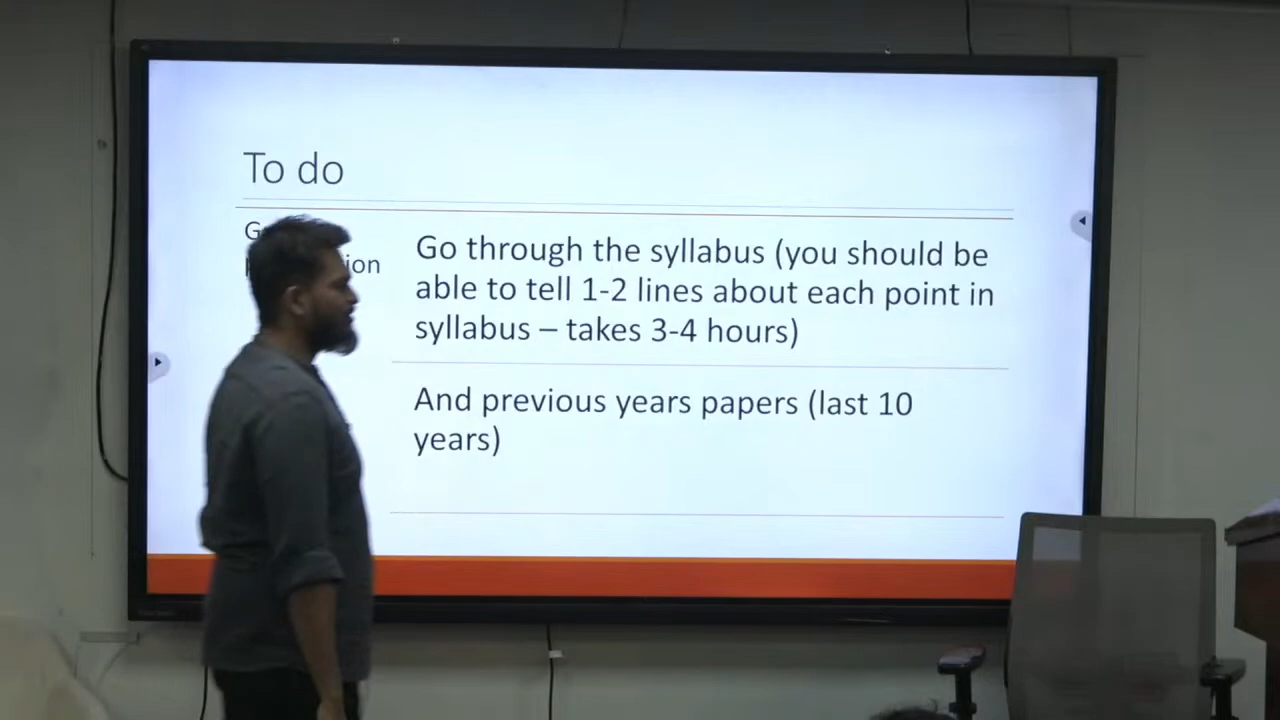 To do
Go through the syllabus (you should be
able to tell 1-2 lines about each point in
syllabus – takes 3-4 hours)
And previous years papers (last 10
years)